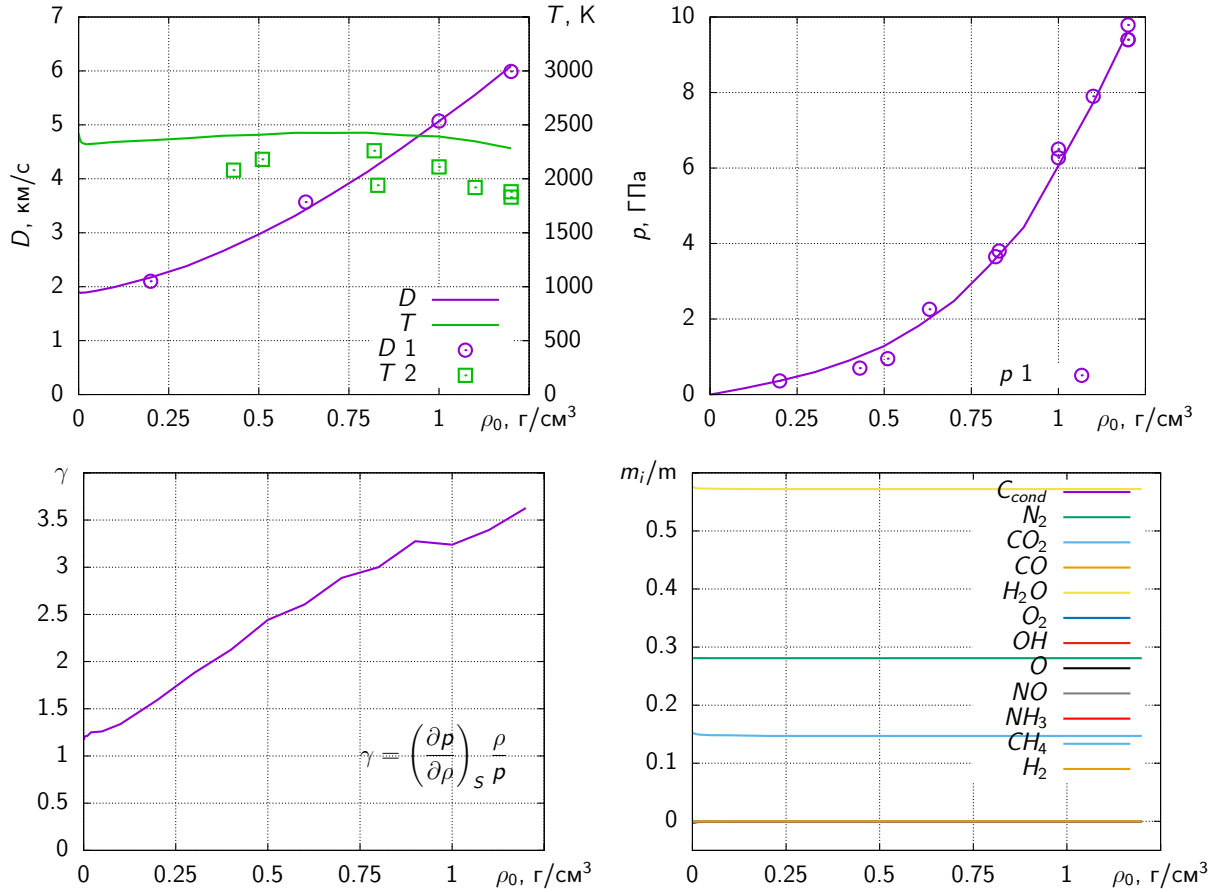 7
6
5
4
3
2
1
0
D, км/с
T, K
3000
2500
2000
1500
1000
500
0
D
T
D 1
T 2
0 0.25 0.5 0.75 1 ρ₀, г/см³
10
8
6
4
2
0
p, ГПа
p 1
0 0.25 0.5 0.75 1 ρ₀, г/см³
γ
3.5
3
2.5
2
1.5
1
0.5
0
γ = (∂p/∂ρ)_S ρ/p
0 0.25 0.5 0.75 1 ρ₀, г/см³
m_i/m
0.5
0.4
0.3
0.2
0.1
0
C_cond
N₂
CO₂
CO
H₂O
O₂
OH
O
NO
NH₃
CH₄
H₂
0 0.25 0.5 0.75 1 ρ₀, г/см³